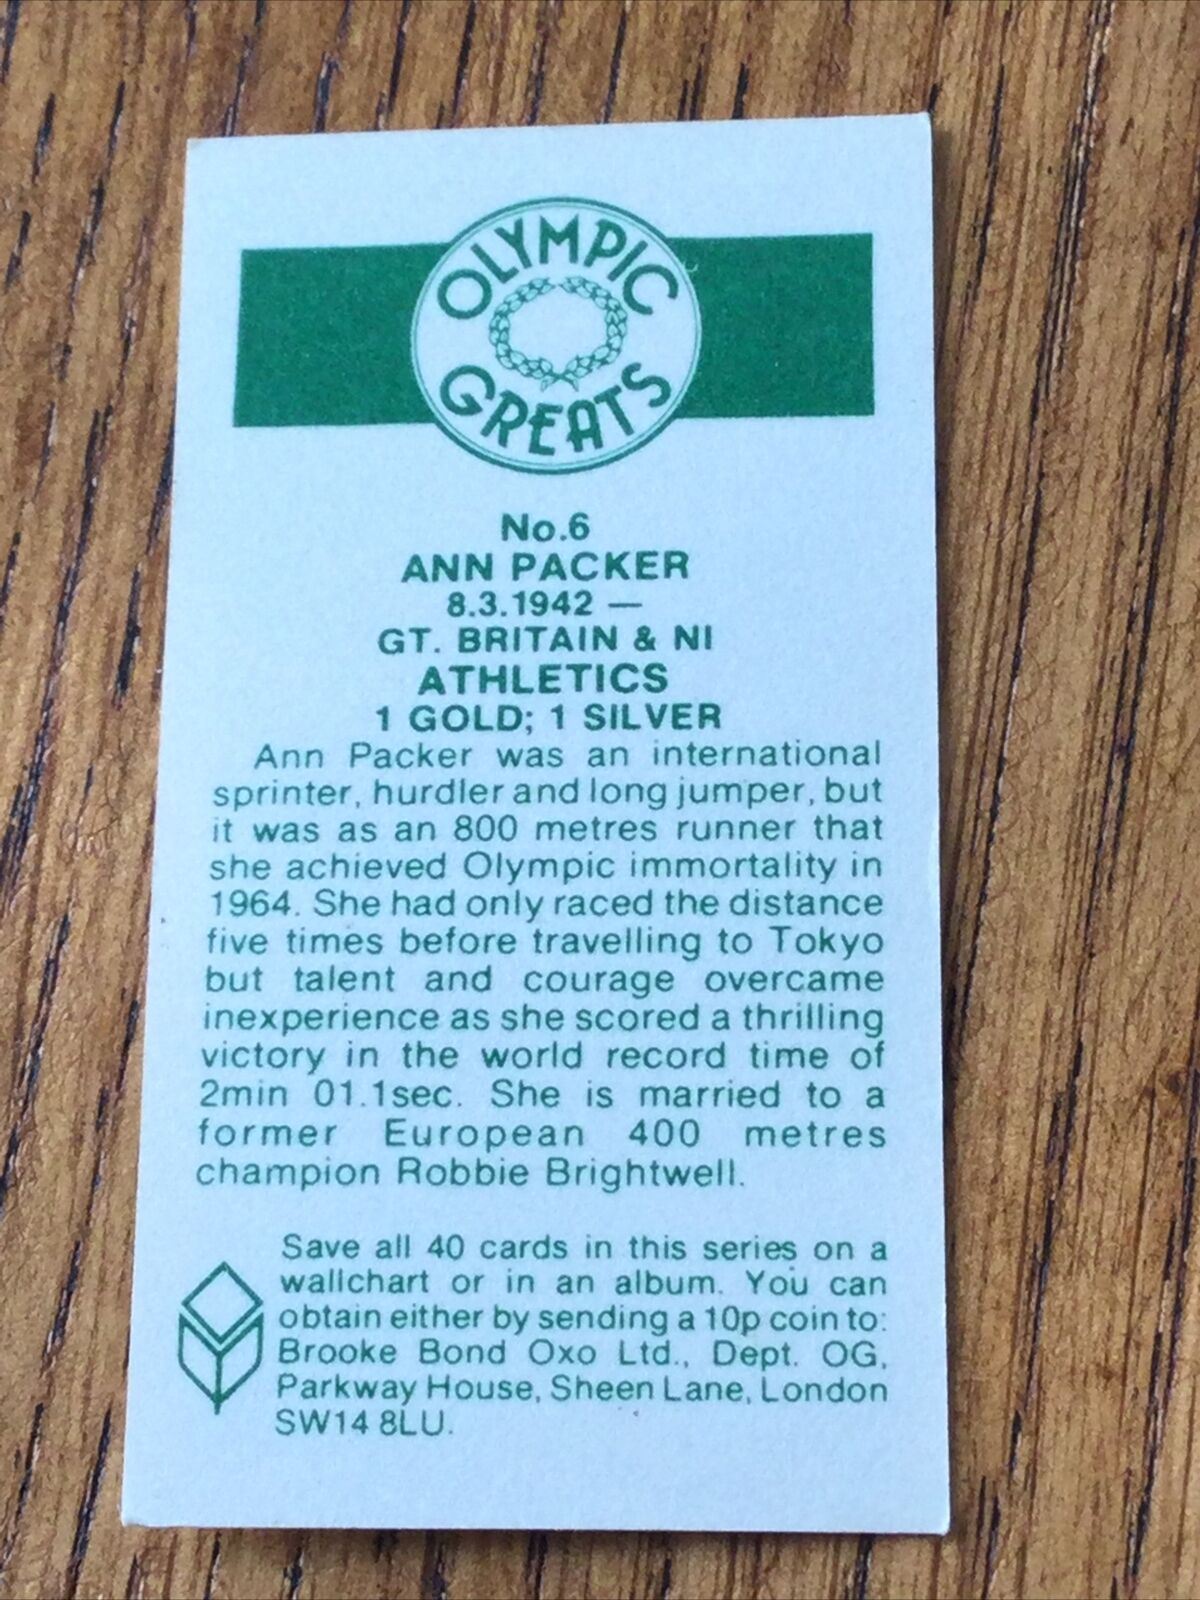 OLYMPIC
GREATS
No.6
ANN PACKER
8.3.1942 —
GT. BRITAIN & NI
ATHLETICS
1 GOLD; 1 SILVER
Ann Packer was an international
sprinter, hurdler and long jumper, but
it was as an 800 metres runner that
she achieved Olympic immortality in
1964. She had only raced the distance
five times before travelling to Tokyo
but talent and courage overcame
inexperience as she scored a thrilling
victory in the world record time of
2min 01.1sec. She is married to a
former European 400 metres
champion Robbie Brightwell.
Save all 40 cards in this series on a
wallchart or in an album. You can
obtain either by sending a 10p coin to:
Brooke Bond Oxo Ltd., Dept. OG,
Parkway House, Sheen Lane, London
SW14 8LU.